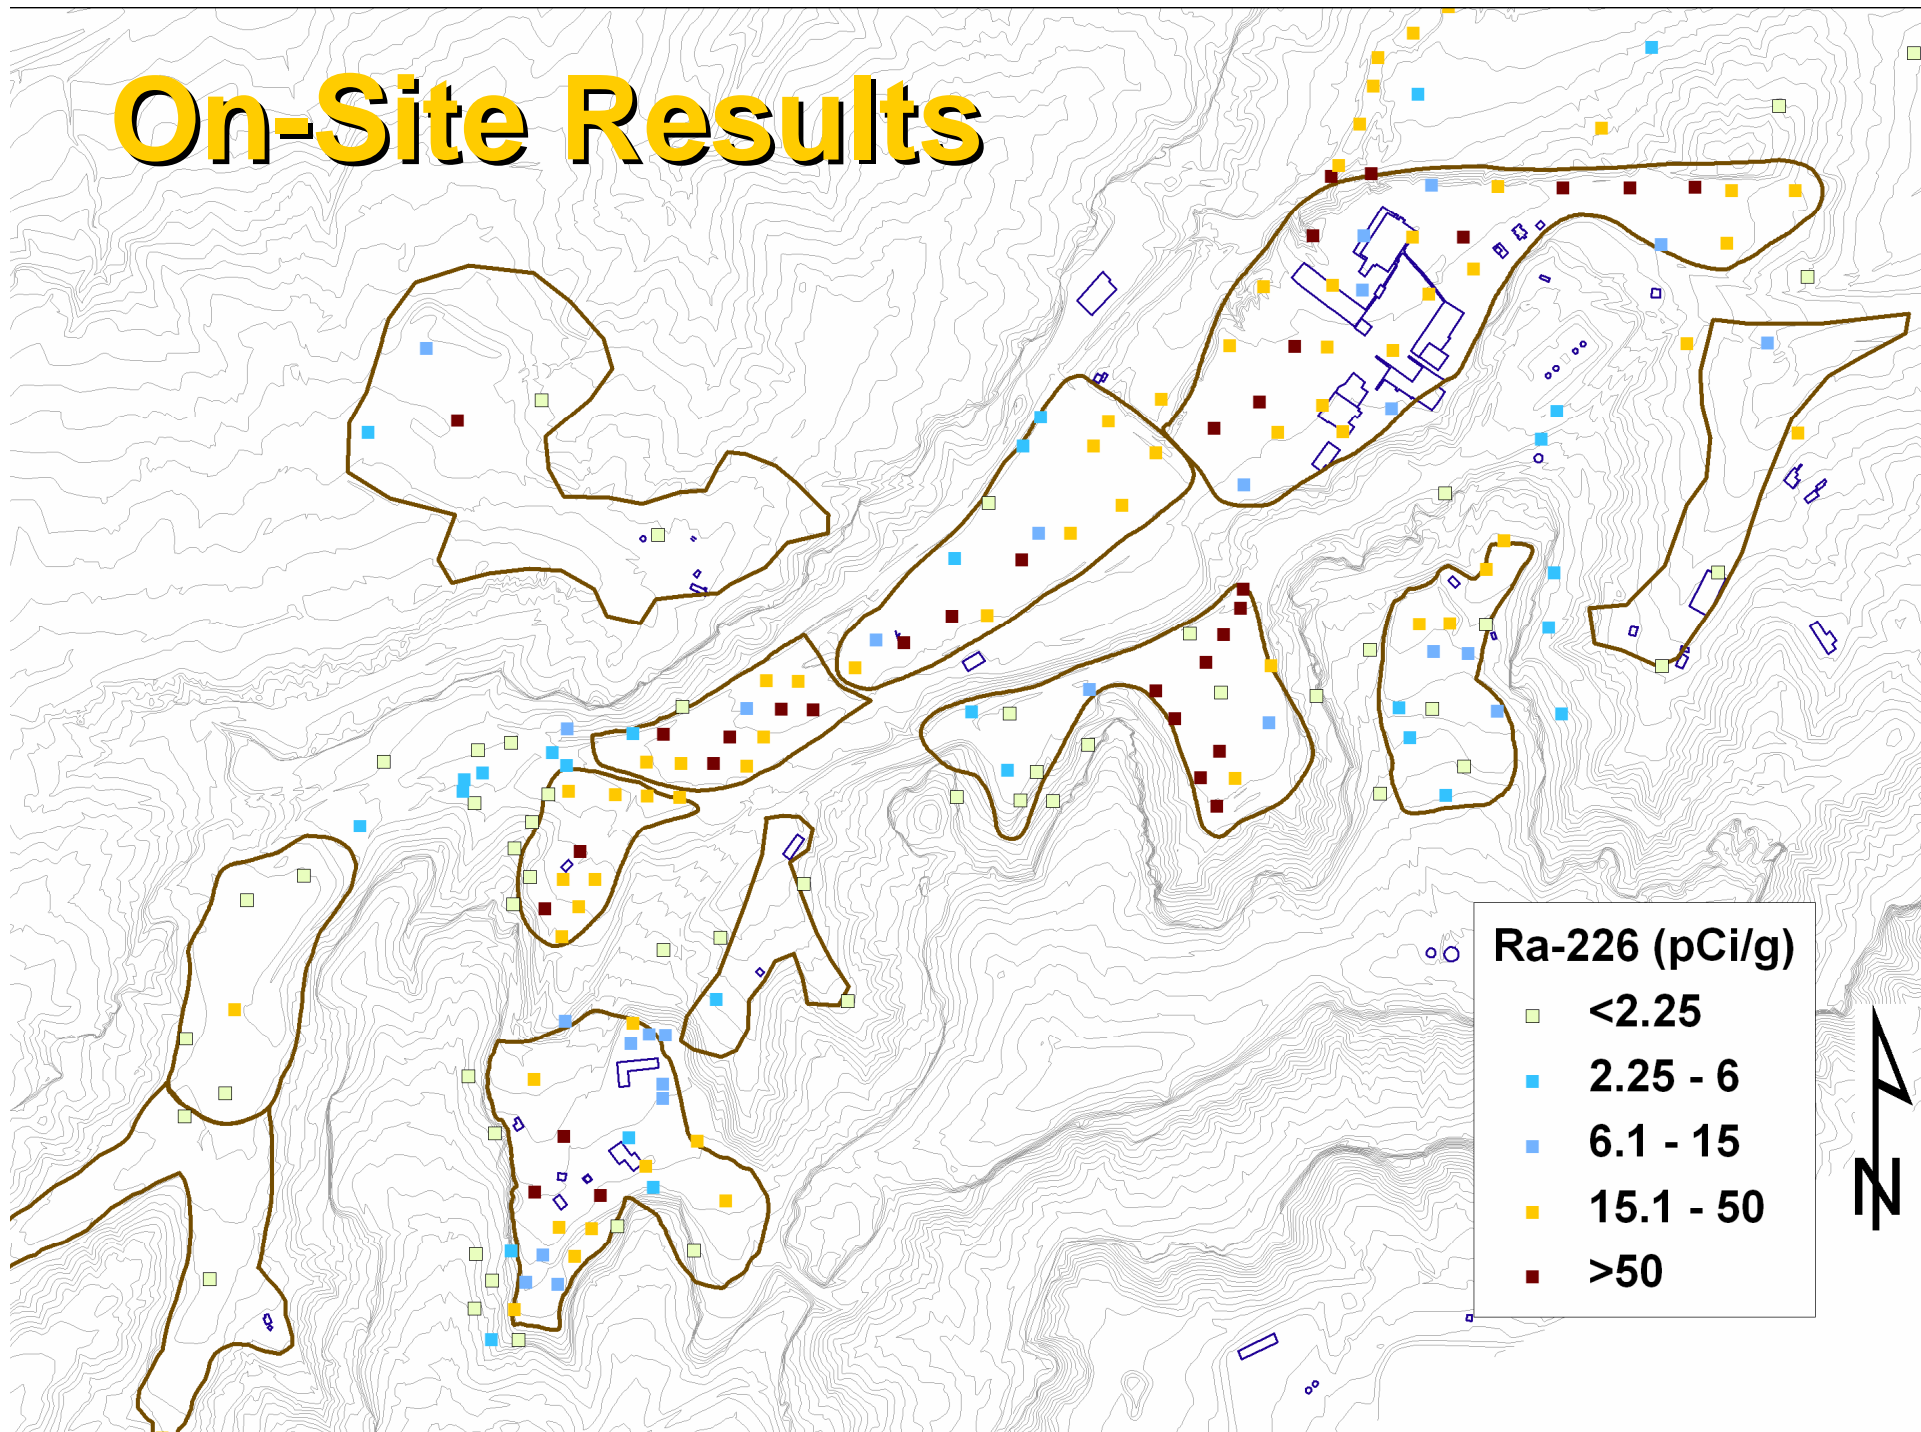 On-Site Results
Ra-226 (pCi/g)
<2.25
2.25 - 6
6.1 - 15
15.1 - 50
>50
N